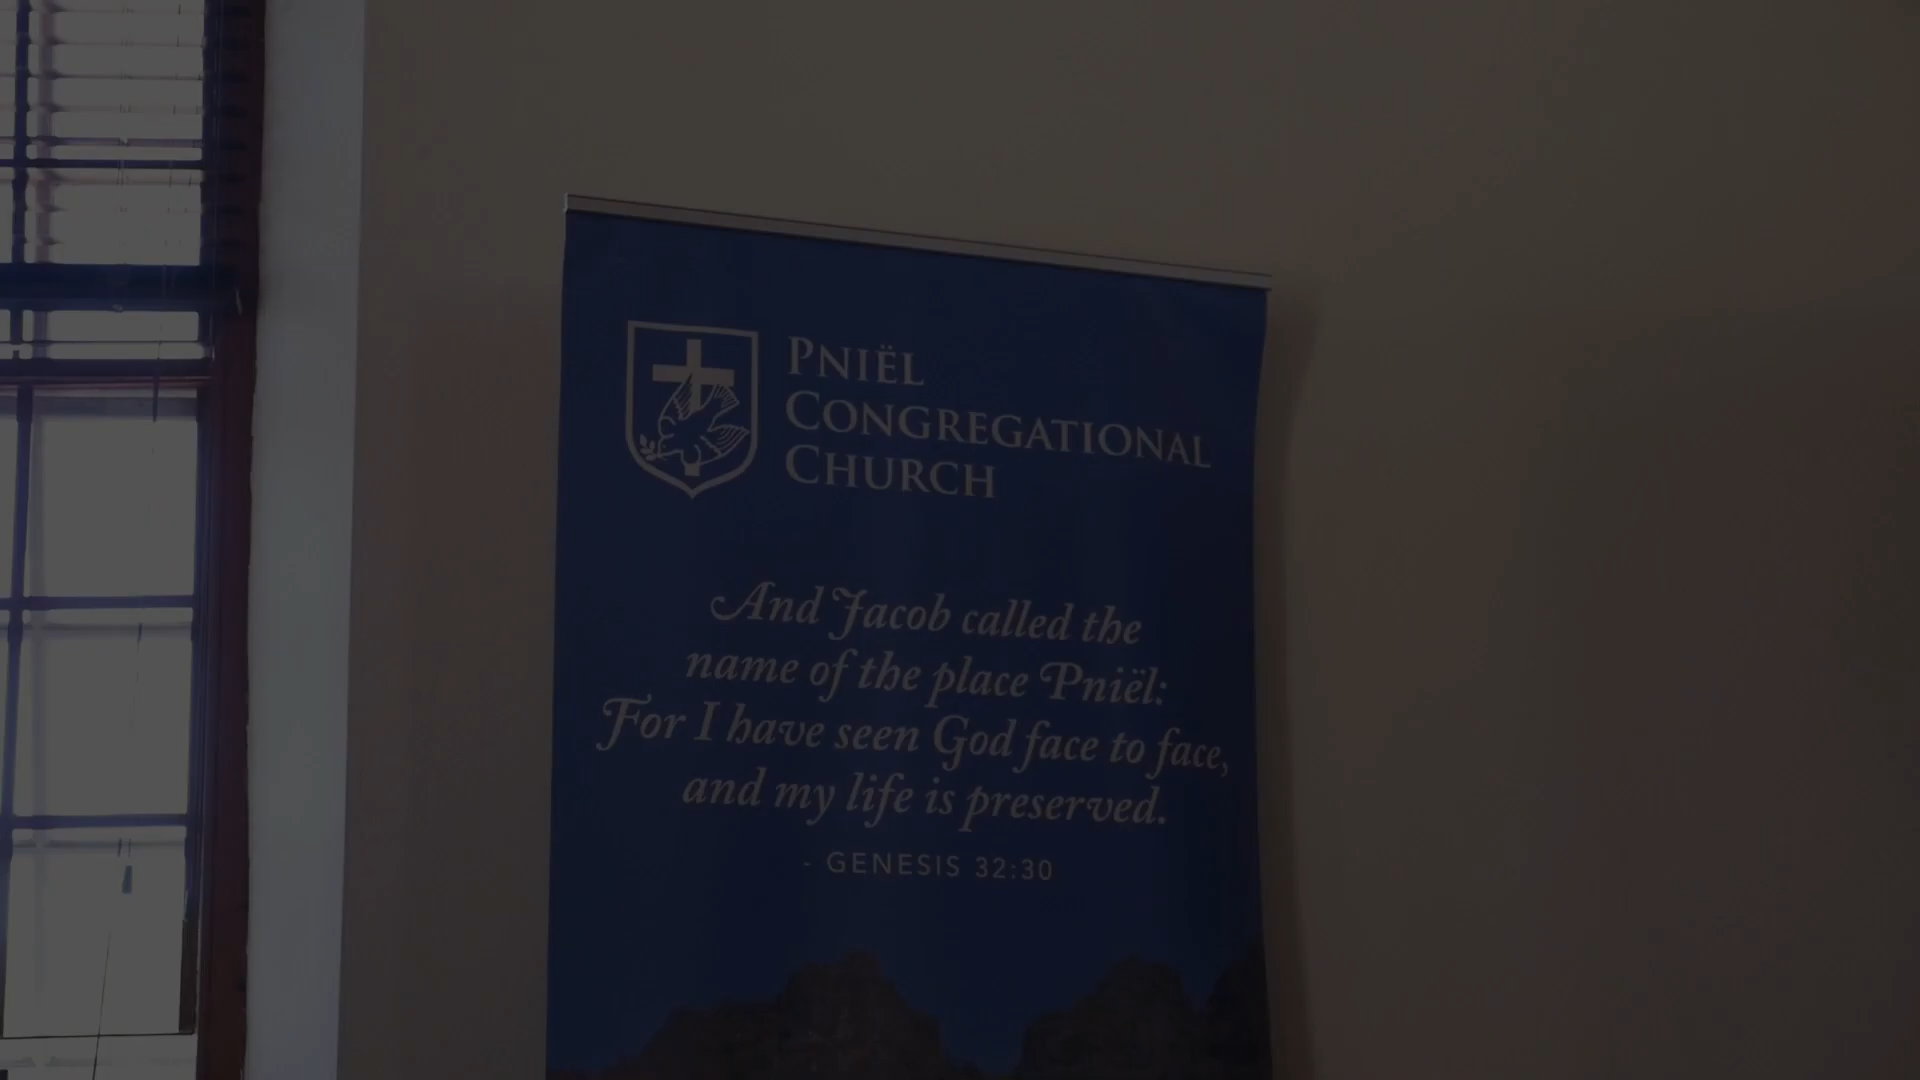 PNIËL
CONGREGATIONAL
CHURCH
And Jacob called the
name of the place Pniël:
For I have seen God face to face,
and my life is preserved.
- GENESIS 32:30